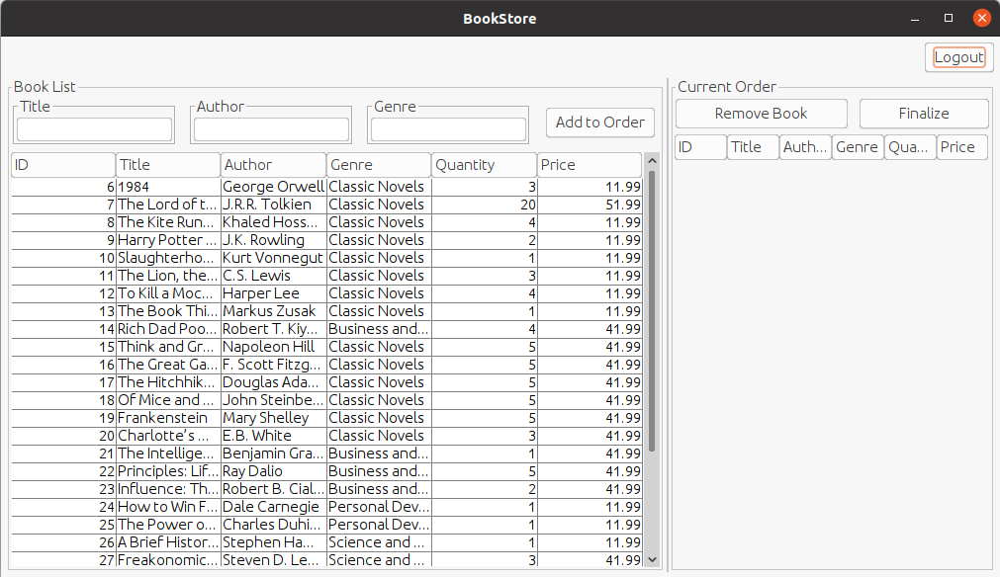 BookStore
Logout
Book List
Title Author Genre
Add to Order
ID Title Author Genre Quantity Price
6 1984 George Orwell Classic Novels 3 11.99
7 The Lord of t... J.R.R. Tolkien Classic Novels 20 51.99
8 The Kite Run... Khaled Hoss... Classic Novels 4 11.99
9 Harry Potter ... J.K. Rowling Classic Novels 2 11.99
10 Slaughterho... Kurt Vonnegut Classic Novels 1 11.99
11 The Lion, the... C.S. Lewis Classic Novels 3 11.99
12 To Kill a Moc... Harper Lee Classic Novels 4 11.99
13 The Book Thi... Markus Zusak Classic Novels 1 11.99
14 Rich Dad Poo... Robert T. Kiy... Business and... 4 41.99
15 Think and Gr... Napoleon Hill Classic Novels 5 41.99
16 The Great Ga... F. Scott Fitzg... Classic Novels 5 41.99
17 The Hitchhik... Douglas Ada... Classic Novels 5 41.99
18 Of Mice and ... John Steinbe... Classic Novels 5 41.99
19 Frankenstein Mary Shelley Classic Novels 5 41.99
20 Charlotte’s ... E.B. White Classic Novels 3 41.99
21 The Intellige... Benjamin Gra... Business and... 1 41.99
22 Principles: Lif... Ray Dalio Business and... 5 41.99
23 Influence: Th... Robert B. Cial... Business and... 2 41.99
24 How to Win F... Dale Carnegie Personal Dev... 1 11.99
25 The Power o... Charles Duhi... Personal Dev... 1 11.99
26 A Brief Histor... Stephen Ha... Science and ... 1 11.99
27 Freakonomic... Steven D. Le... Science and ... 3 41.99
Current Order
Remove Book Finalize
ID Title Auth... Genre Qua... Price